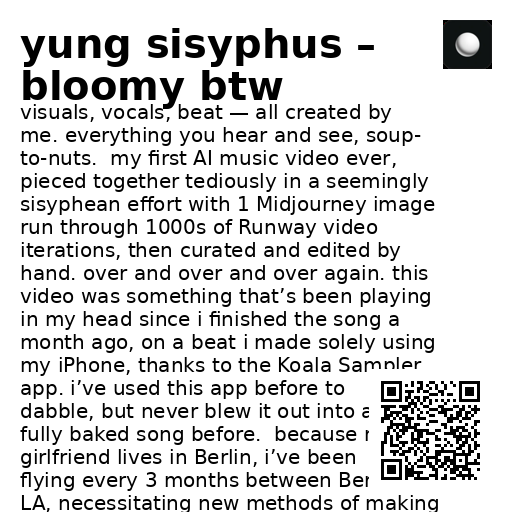 yung sisyphus –
bloomy btw
visuals, vocals, beat — all created by
me. everything you hear and see, soup-
to-nuts.  my first AI music video ever,
pieced together tediously in a seemingly
sisyphean effort with 1 Midjourney image
run through 1000s of Runway video
iterations, then curated and edited by
hand. over and over and over again. this
video was something that’s been playing
in my head since i finished the song a
month ago, on a beat i made solely using
my iPhone, thanks to the Koala Sampler
app. i’ve used this app before to
dabble, but never blew it out into a
fully baked song before.  because
girlfriend lives in Berlin, i’ve been
flying every 3 months between
LA, necessitating new methods of making